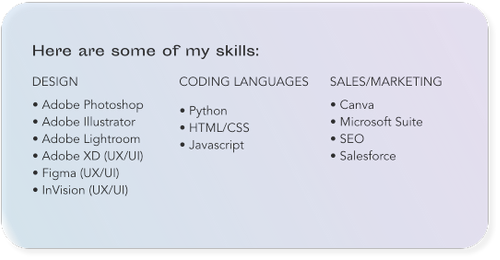 Here are some of my skills:
DESIGN
• Adobe Photoshop
• Adobe Illustrator
• Adobe Lightroom
• Adobe XD (UX/UI)
• Figma (UX/UI)
• InVision (UX/UI)
CODING LANGUAGES
• Python
• HTML/CSS
• Javascript
SALES/MARKETING
• Canva
• Microsoft Suite
• SEO
• Salesforce